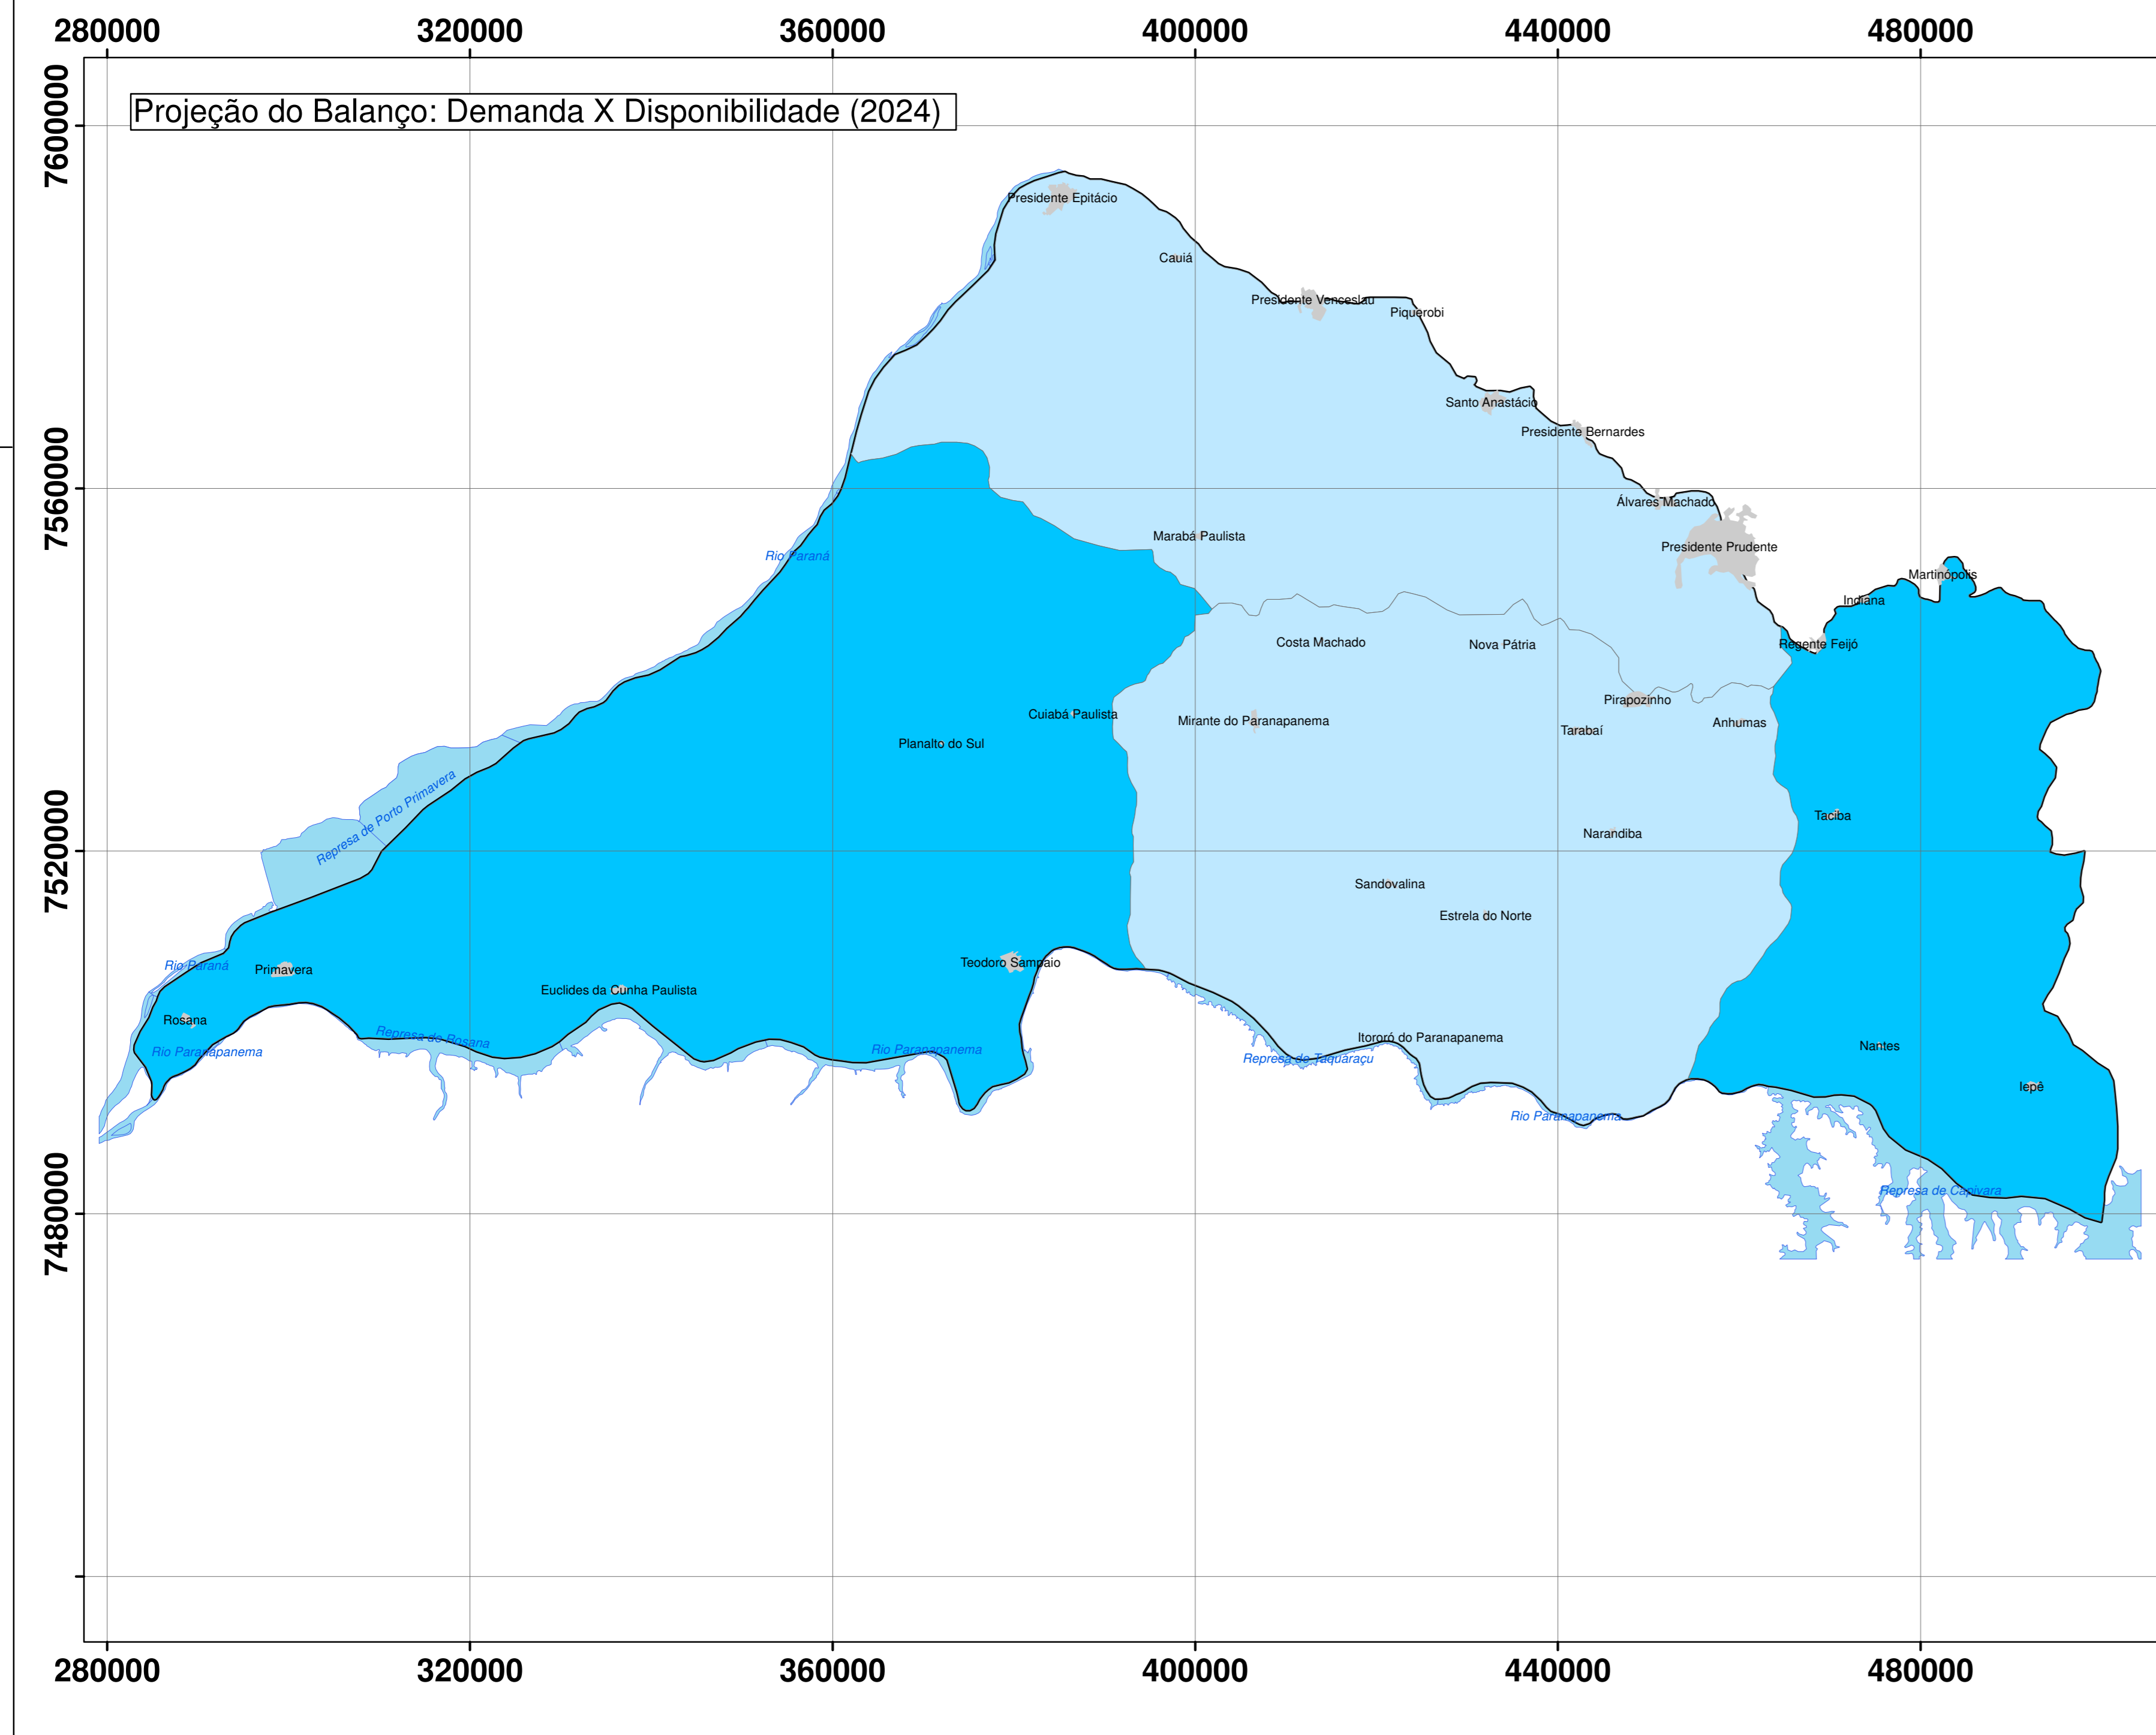 280000 320000 360000 400000 440000 480000
7600000
Projeção do Balanço: Demanda X Disponibilidade (2024)
Presidente Epitácio
Caiuá
Presidente Venceslau
Piquerobi
Santo Anastácio
Presidente Bernardes
7560000
Álvares Machado
Marabá Paulista
Presidente Prudente
Rio Paraná
Martinópolis
Indiana
Costa Machado
Nova Pátria
Regente Feijó
Pirapozinho
Cuiabá Paulista
Mirante do Paranapanema
Anhumas
Tarabaí
Planalto do Sul
Represa de Porto Primavera
Taciba
Narandiba
7520000
Sandovalina
Estrela do Norte
Teodoro Sampaio
Rio Paraná
Primavera
Euclides da Cunha Paulista
Rosana
Represa de Rosana
Itororó do Paranapanema
Nantes
Rio Paranapanema
Rio Paranapanema
Represa de Taquaruçu
Iepê
Rio Paranapanema
Represa de Capivara
7480000
280000 320000 360000 400000 440000 480000